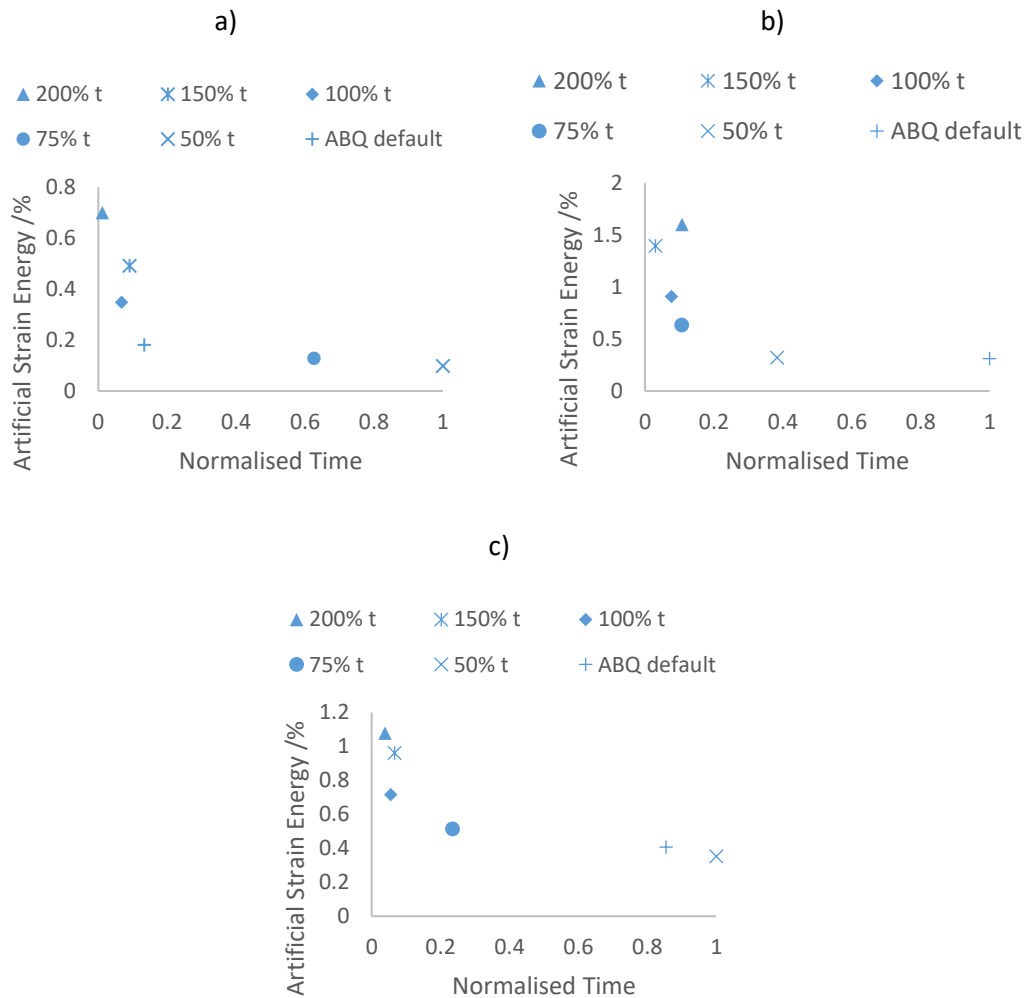 a)
200% t 150% t 100% t
75% t 50% t ABQ default
Artificial Strain Energy /%
0.8
0.6
0.4
0.2
0
0 0.2 0.4 0.6 0.8 1
Normalised Time
b)
200% t 150% t 100% t
75% t 50% t ABQ default
Artificial Strain Energy /%
2
1.5
1
0.5
0
0 0.2 0.4 0.6 0.8 1
Normalised Time
c)
200% t 150% t 100% t
75% t 50% t ABQ default
Artificial Strain Energy /%
1.2
1
0.8
0.6
0.4
0.2
0
0 0.2 0.4 0.6 0.8 1
Normalised Time